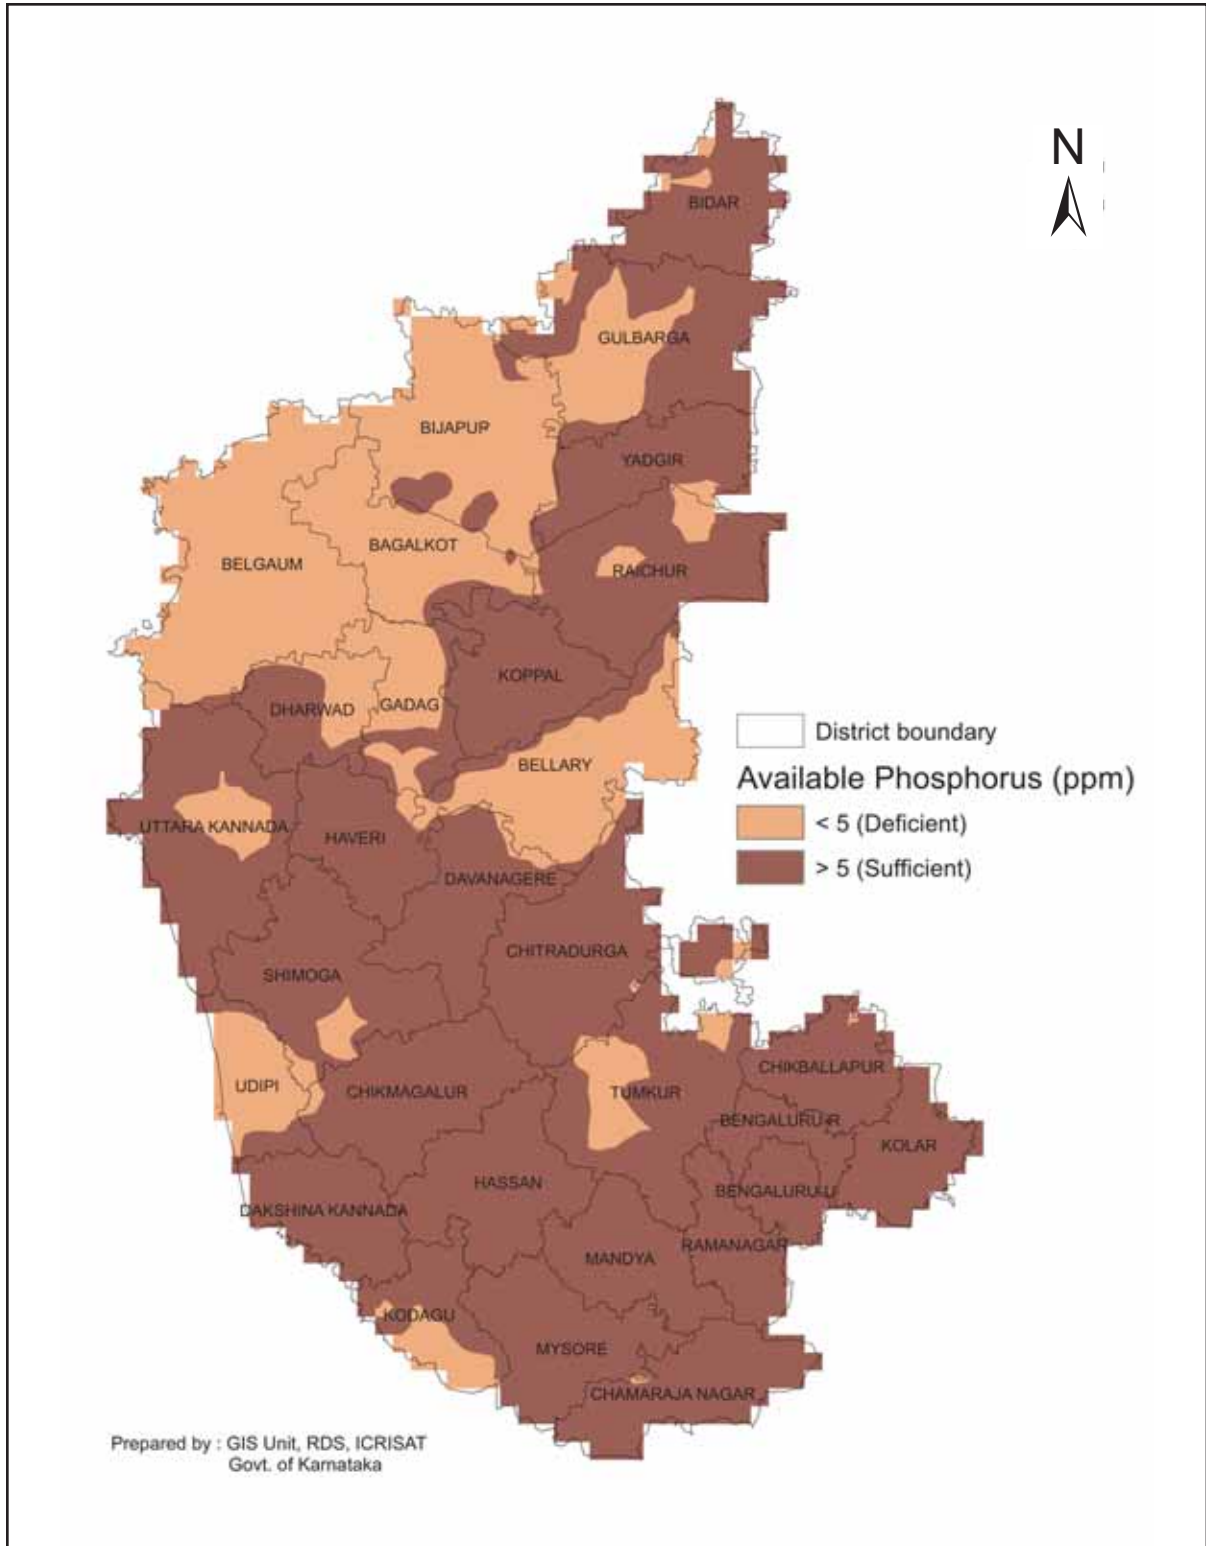 N
BIDAR
GULBARGA
BIJAPUR
YADGIR
BAGALKOT
BELGAUM
RAICHUR
KOPPAL
DHARWAD
GADAG
BELLARY
District boundary
Available Phosphorus (ppm)
< 5 (Deficient)
> 5 (Sufficient)
UTTARA KANNADA
HAVERI
DAVANAGERE
CHITRADURGA
SHIMOGA
CHIKBALLAPUR
UDIPI
CHIKMAGALUR
TUMKUR
BENGALURU-R
KOLAR
HASSAN
BENGALURU-U
DAKSHINA KANNADA
RAMANAGAR
MANDYA
KODAGU
MYSORE
CHAMARAJA NAGAR
Prepared by : GIS Unit, RDS, ICRISAT
Govt. of Karnataka